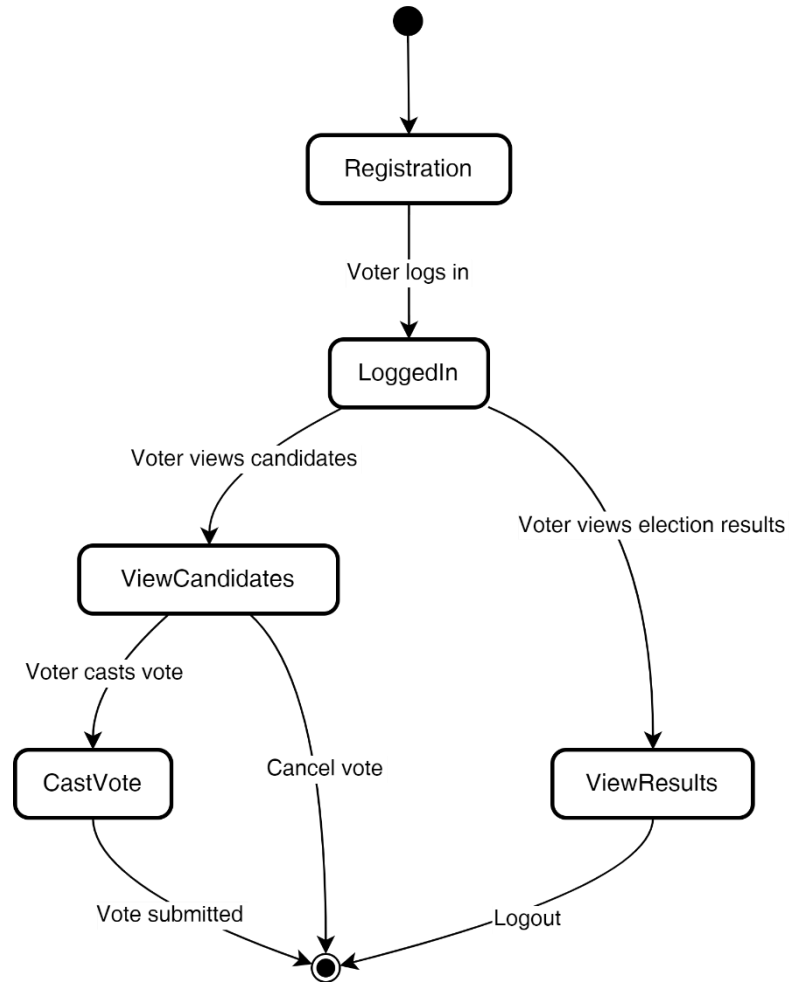 Registration
Voter logs in
LoggedIn
Voter views candidates
Voter views election results
ViewCandidates
Voter casts vote
Cancel vote
CastVote
ViewResults
Vote submitted
Logout